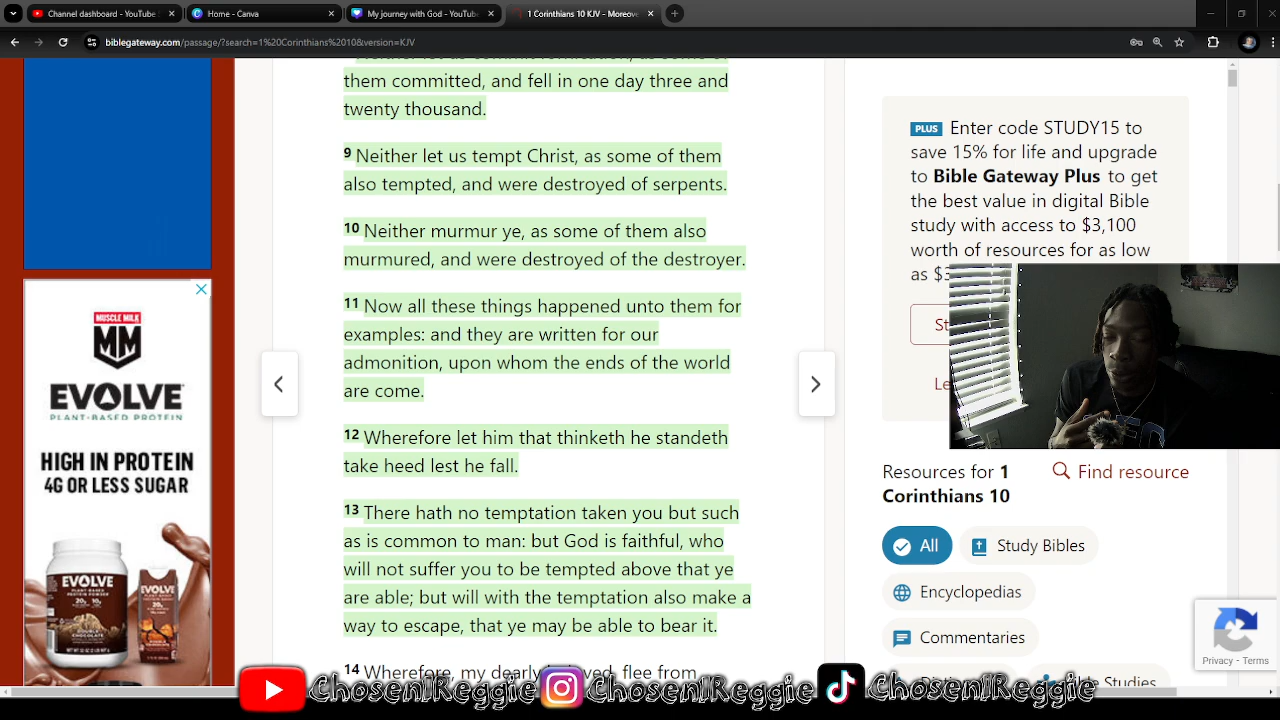 Channel dashboard - YouTube S
Home - Canva
My journey with God - YouTube
1 Corinthians 10 KJV - Moreove
biblegateway.com/passage/?search=1%20Corinthians%2010&version=KJV
them committed, and fell in one day three and
twenty thousand.
9 Neither let us tempt Christ, as some of them
also tempted, and were destroyed of serpents.
10 Neither murmur ye, as some of them also
murmured, and were destroyed of the destroyer.
11 Now all these things happened unto them for
examples: and they are written for our
admonition, upon whom the ends of the world
are come.
12 Wherefore let him that thinketh he standeth
take heed lest he fall.
13 There hath no temptation taken you but such
as is common to man: but God is faithful, who
will not suffer you to be tempted above that ye
are able; but will with the temptation also make a
way to escape, that ye may be able to bear it.
14 Wherefore, my flee from
MUSCLE MILK
MM
EVOLVE
PLANT-BASED PROTEIN
HIGH IN PROTEIN
4G OR LESS SUGAR
EVOLVE
EVOLVE
PLUS Enter code STUDY15 to
save 15% for life and upgrade
to Bible Gateway Plus to get
the best value in digital Bible
study with access to $3,100
worth of resources for as low
as
Resources for 1
Corinthians 10
Find resource
All
Study Bibles
Encyclopedias
Commentaries
Studies
Privacy - Terms
Chosen1Reggie
Chosen1Reggie
Chosen1Reggie